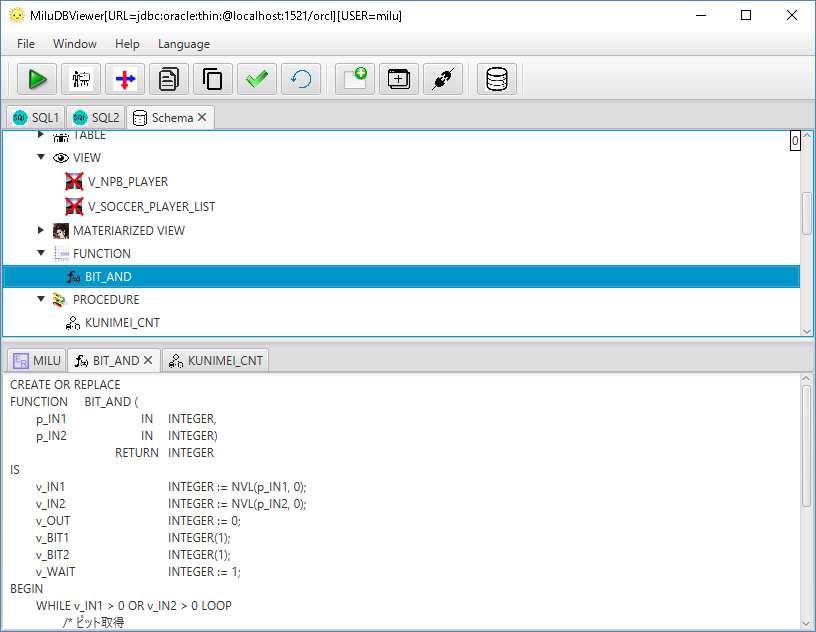 MiluDBViewer[URL=jdbc:oracle:thin:@localhost:1521/orcl][USER=milu]
File Window Help Language
SQL1 SQL2 Schema
TABLE
0
VIEW
V_NPB_PLAYER
V_SOCCER_PLAYER_LIST
MATERIARIZED VIEW
FUNCTION
BIT_AND
PROCEDURE
KUNIMEI_CNT
MILU BIT_AND KUNIMEI_CNT
CREATE OR REPLACE
FUNCTION BIT_AND (
p_IN1 IN INTEGER,
p_IN2 IN INTEGER)
RETURN INTEGER
IS
v_IN1 INTEGER := NVL(p_IN1, 0);
v_IN2 INTEGER := NVL(p_IN2, 0);
v_OUT INTEGER := 0;
v_BIT1 INTEGER(1);
v_BIT2 INTEGER(1);
v_WAIT INTEGER := 1;
BEGIN
WHILE v_IN1 > 0 OR v_IN2 > 0 LOOP
/* ビット取得